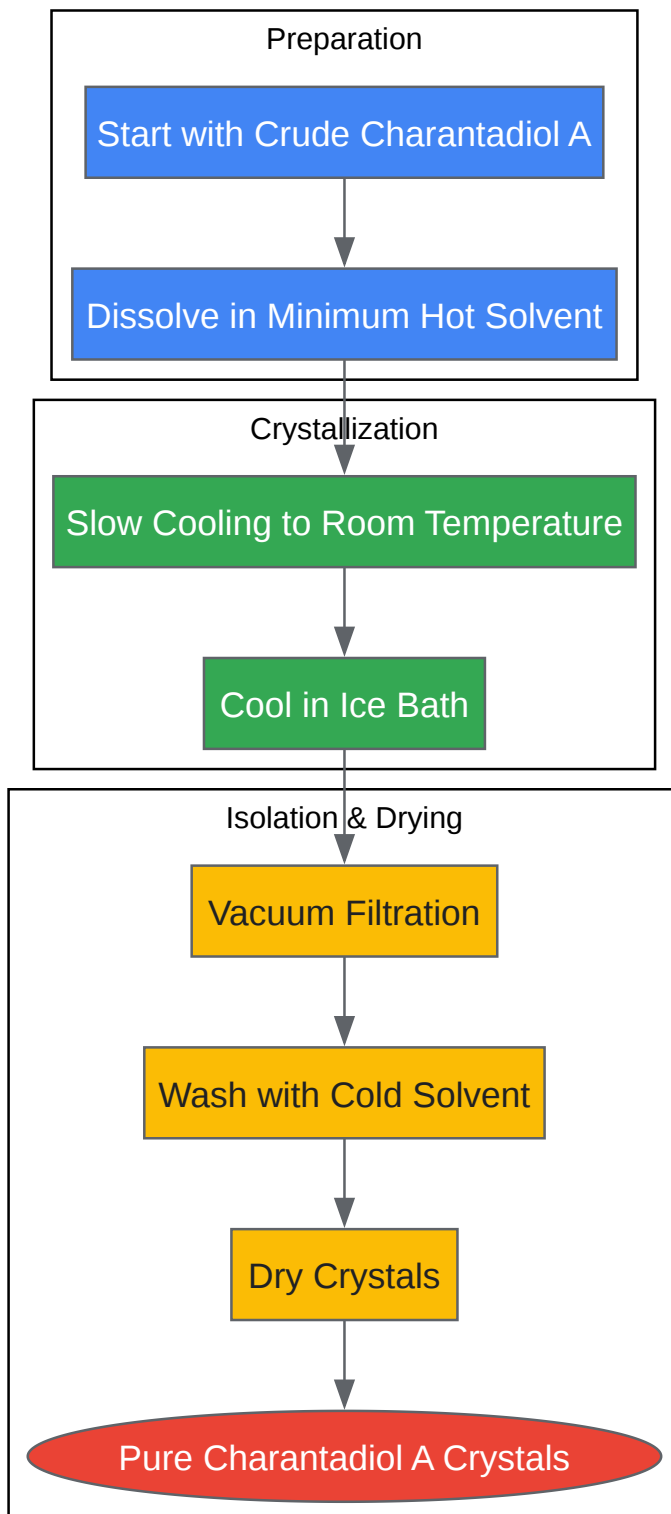 Preparation
Start with Crude Charantadiol A
Dissolve in Minimum Hot Solvent
Crystallization
Slow Cooling to Room Temperature
Cool in Ice Bath
Isolation & Drying
Vacuum Filtration
Wash with Cold Solvent
Dry Crystals
Pure Charantadiol A Crystals